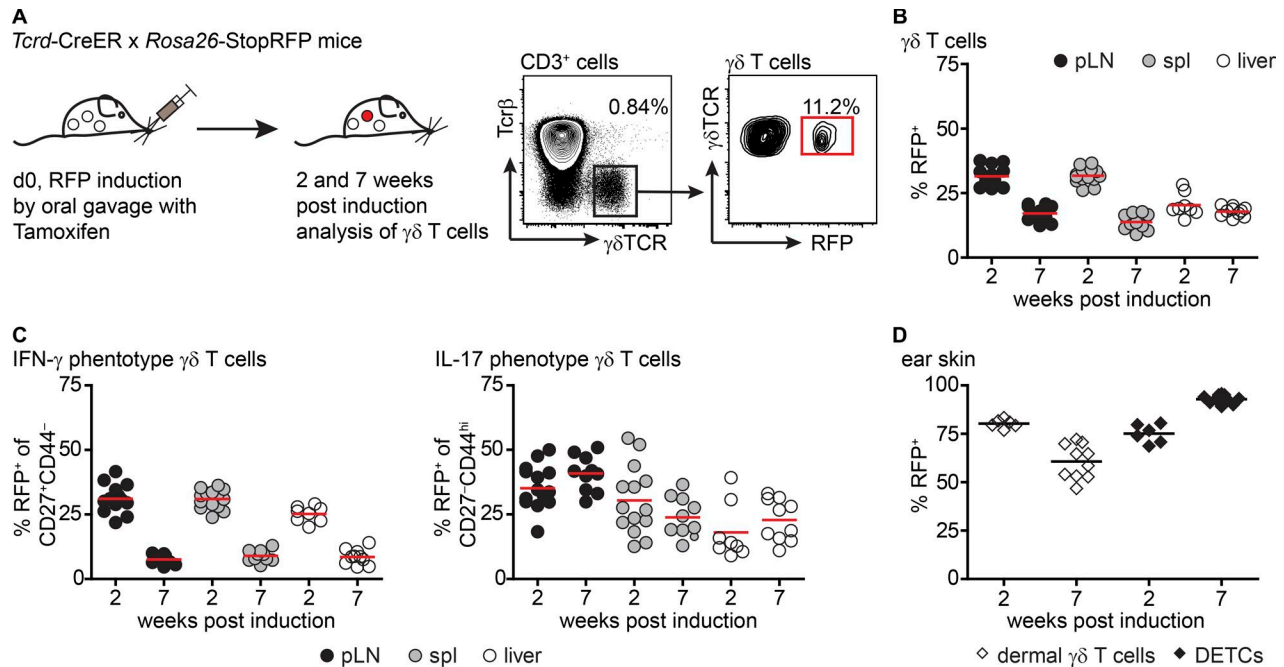 A
Tcrd-CreER x Rosa26-StopRFP mice
d0, RFP induction
by oral gavage with
Tamoxifen
2 and 7 weeks
post induction
analysis of γδ T cells
CD3⁺ cells
Tcrβ
0.84%
γδTCR
γδ T cells
γδTCR
11.2%
RFP
B
γδ T cells
pLN spl liver
% RFP⁺
75
50
25
0
2 7 2 7 2 7
weeks post induction
C
IFN-γ phentotype γδ T cells
% RFP⁺ of
CD27⁺CD44⁻
75
50
25
0
2 7 2 7 2 7
weeks post induction
IL-17 phenotype γδ T cells
% RFP⁺ of
CD27⁻CD44ʰⁱ
75
50
25
0
2 7 2 7 2 7
weeks post induction
pLN spl liver
D
ear skin
% RFP⁺
100
75
50
25
0
2 7 2 7
weeks post induction
dermal γδ T cells DETCs